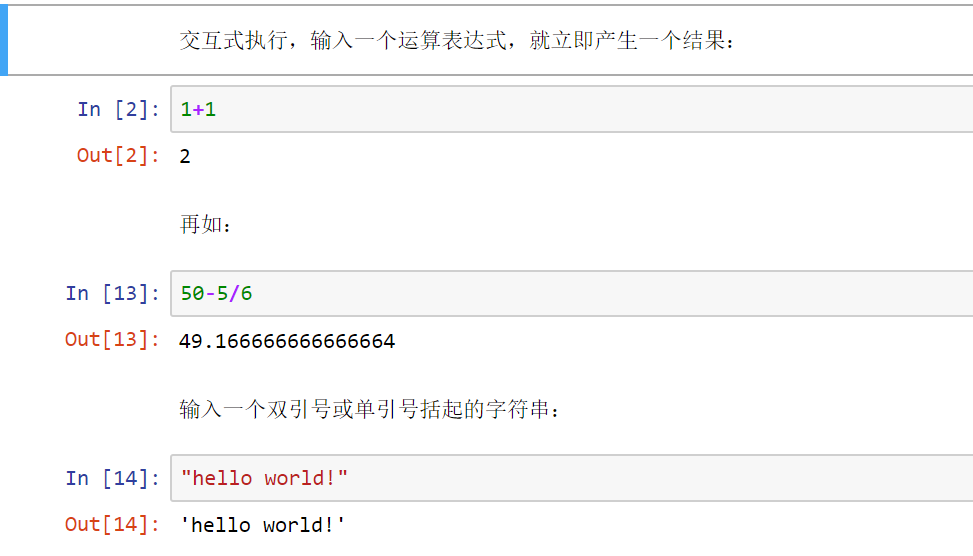 交互式执行，输入一个运算表达式，就立即产生一个结果：
In [2]: 1+1
Out[2]: 2
再如：
In [13]: 50-5/6
Out[13]: 49.166666666666664
输入一个双引号或单引号括起的字符串：
In [14]: "hello world!"
Out[14]: 'hello world!'